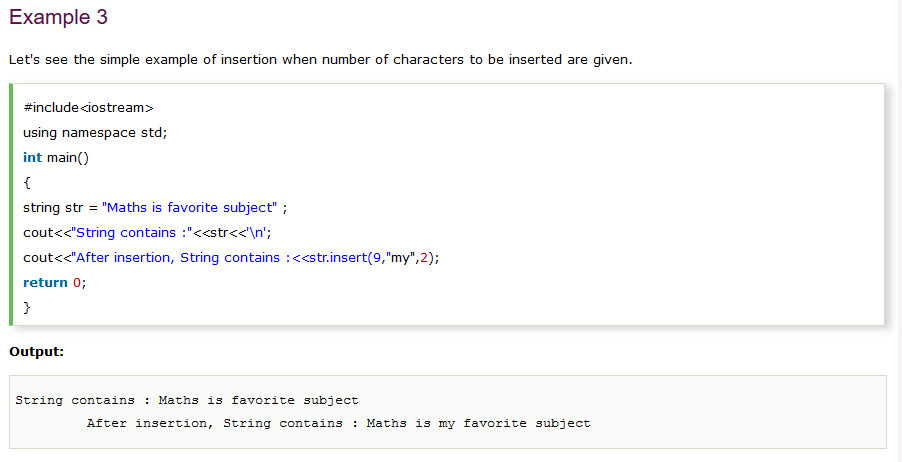 Example 3
Let's see the simple example of insertion when number of characters to be inserted are given.
#include<iostream>
using namespace std;
int main()
{
string str = "Maths is favorite subject" ;
cout<<"String contains :"<<str<<'\n';
cout<<"After insertion, String contains :<<str.insert(9,"my",2);
return 0;
}
Output:
String contains : Maths is favorite subject
After insertion, String contains : Maths is my favorite subject